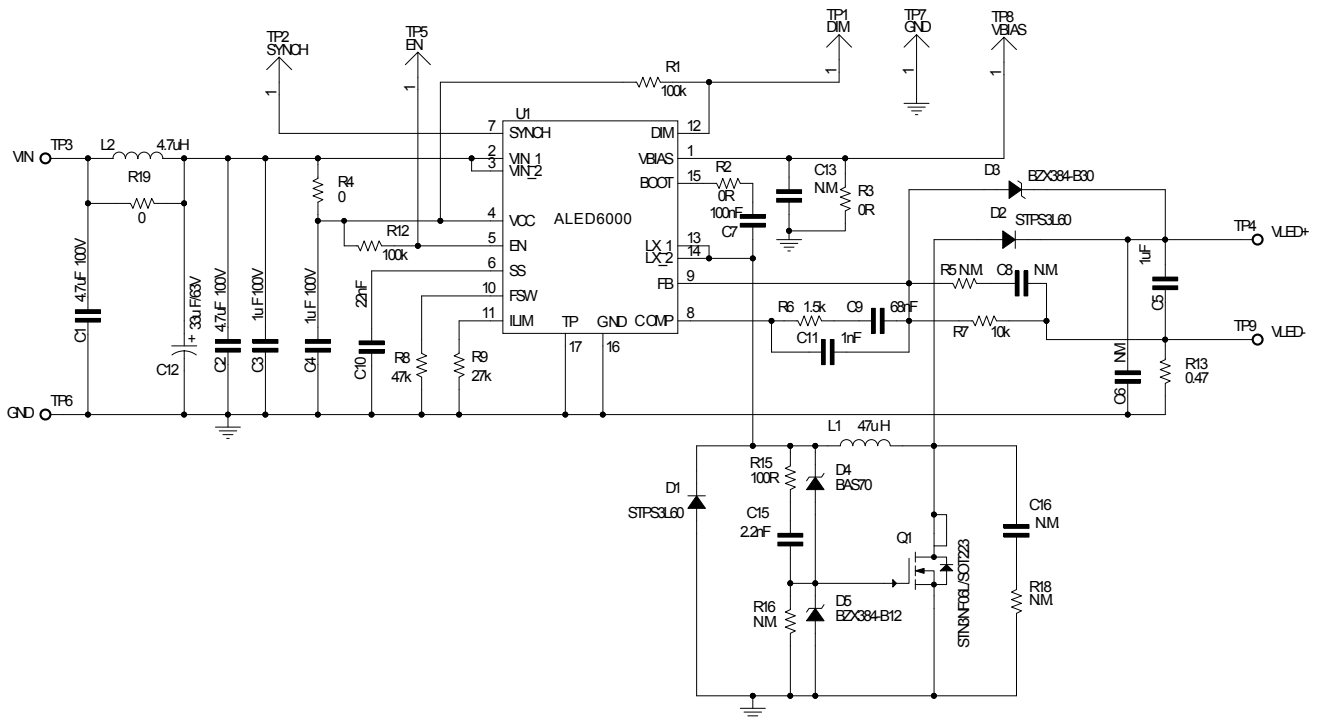 TP1
DIM
TP7
GND
TP8
VBIAS
TP5
EN
TP2
SYNCH
1
1
1
1
1
R1
100k
U1
7
SYNCH
DIM
12
VIN
TP3
L2
4.7uH
2
VIN_1
3
VIN_2
VBIAS
1
R19
0
R4
0
BOOT
15
R2
0R
100nF
C7
C13
N.M.
R3
0R
D3
BZX384-B30
4
VCC
ALED6000
D2
STPS3L60
TP4
VLED+
R12
100k
5
EN
LX_1
13
LX_2
14
6
SS
FB
9
R5
N.M.
C8
N.M.
1uF
C5
10
FSW
11
ILIM
TP
GND
COMP
8
17
16
R6
1.5k
C9
68nF
C11
1nF
R7
10k
TP9
VLED-
4.7uF 100V
C1
33uF/63V
+
C12
4.7uF 100V
C2
1uF 100V
C3
1uF 100V
C4
22nF
C10
R8
47k
R9
27k
NM
C6
R13
0.47
GND
TP6
L1
47uH
R15
100R
D4
BAS70
D1
STPS3L60
C15
2.2nF
C16
N.M.
Q1
STN3NF06L/SOT223
R16
N.M.
D5
BZX384-B12
R18
N.M.